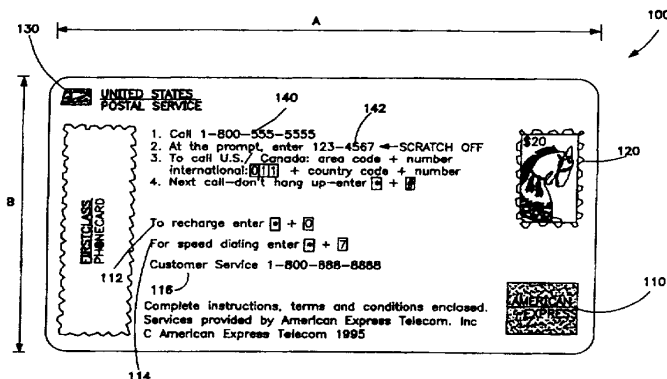 A
100
130
UNITED STATES
POSTAL SERVICE
140
142
1. Call 1-800-555-5555
2. At the prompt, enter 123-4567 ←SCRATCH OFF
3. To call U.S./ Canada: area code + number
international: 011 + country code + number
4. Next call-don't hang up-enter * + #
$20
120
B
FIRSTCLASS
PHONECARD
To recharge enter * + 0
112
For speed dialing enter * + 7
Customer Service 1-800-888-8888
116
AMERICAN
EXPRESS
110
Complete instructions, terms and conditions enclosed.
Services provided by American Express Telecom. Inc
C American Express Telecom 1995
114